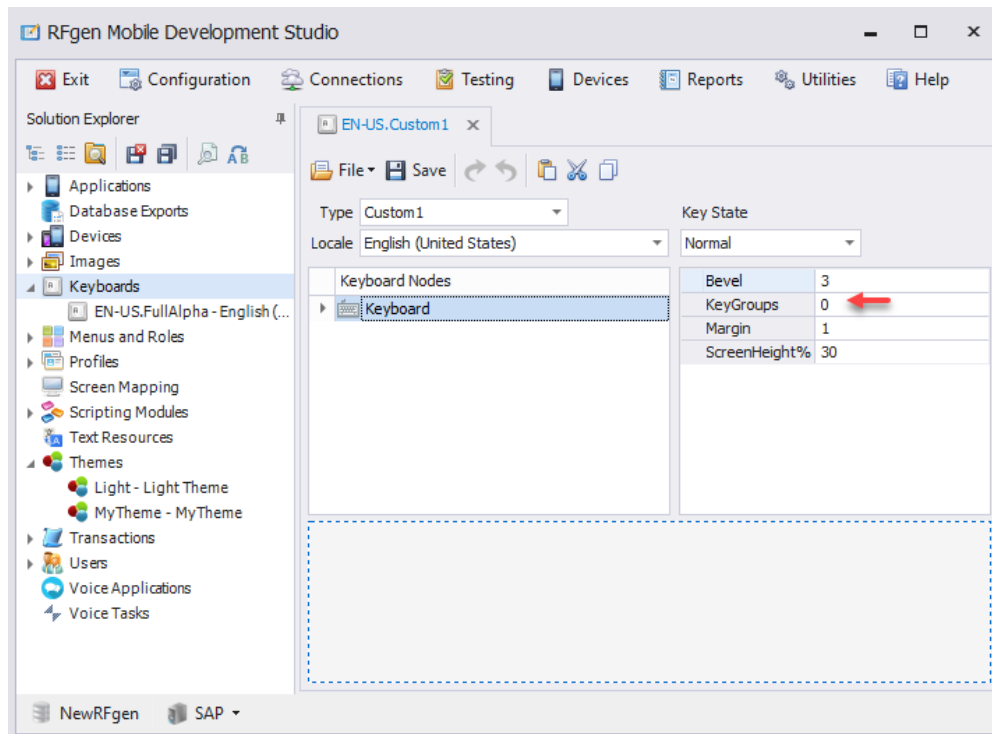 RFgen Mobile Development Studio
Exit Configuration Connections Testing Devices Reports Utilities Help
Solution Explorer
EN-US.Custom1
File Save
Type Custom1 Key State
Locale English (United States) Normal
Applications
Database Exports
Devices
Images
Keyboards
EN-US.FullAlpha - English (...
Menus and Roles
Profiles
Screen Mapping
Scripting Modules
Text Resources
Themes
Light - Light Theme
MyTheme - MyTheme
Transactions
Users
Voice Applications
Voice Tasks
Keyboard Nodes
Keyboard
Bevel 3
KeyGroups 0
Margin 1
ScreenHeight% 30
NewRFgen SAP